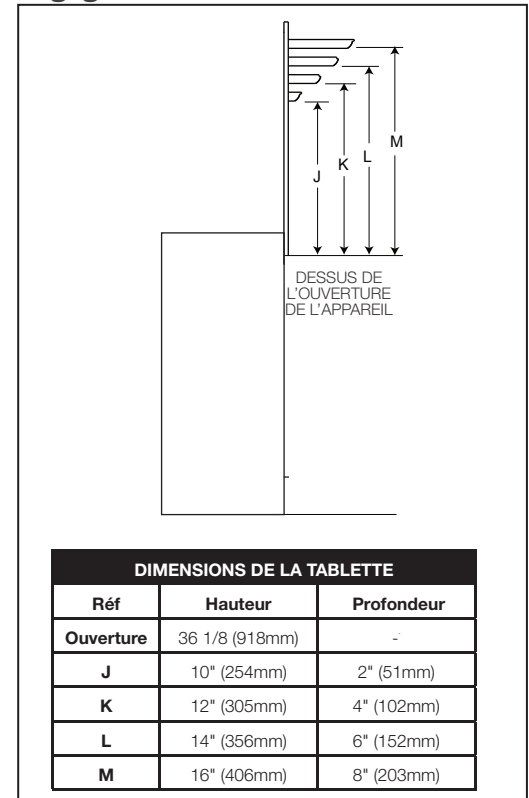 M
L
K
J
DESSUS DE
L'OUVERTURE
DE L'APPAREIL
DIMENSIONS DE LA TABLETTE
Réf Hauteur Profondeur
Ouverture 36 1/8 (918mm) -
J 10" (254mm) 2" (51mm)
K 12" (305mm) 4" (102mm)
L 14" (356mm) 6" (152mm)
M 16" (406mm) 8" (203mm)